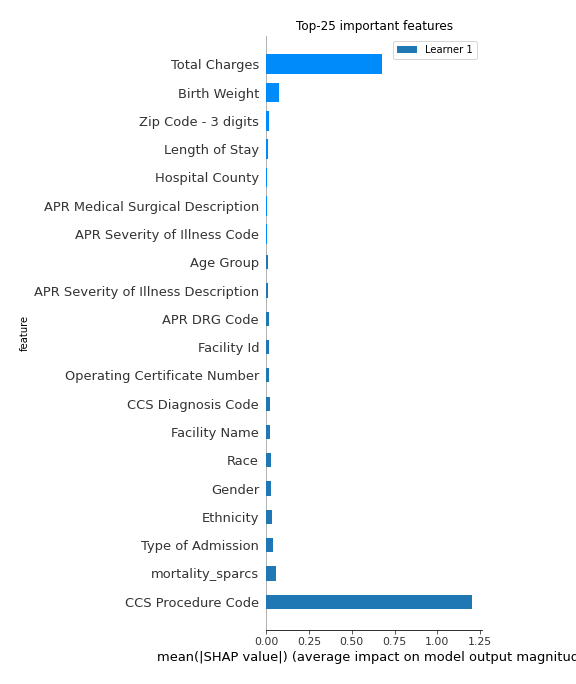 Top-25 important features
Learner 1
Total Charges
Birth Weight
Zip Code - 3 digits
Length of Stay
Hospital County
APR Medical Surgical Description
APR Severity of Illness Code
Age Group
APR Severity of Illness Description
APR DRG Code
Facility Id
Operating Certificate Number
CCS Diagnosis Code
Facility Name
Race
Gender
Ethnicity
Type of Admission
mortality_sparcs
CCS Procedure Code
feature
0.00 0.25 0.50 0.75 1.00 1.25
mean(|SHAP value|) (average impact on model output magnitud